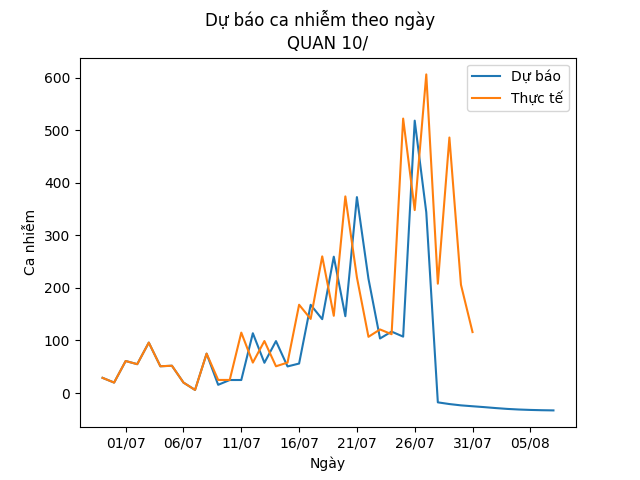 Dự báo ca nhiễm theo ngày
QUAN 10/
Dự báo
Thực tế
Ca nhiễm
600
500
400
300
200
100
0
01/07 06/07 11/07 16/07 21/07 26/07 31/07 05/08
Ngày